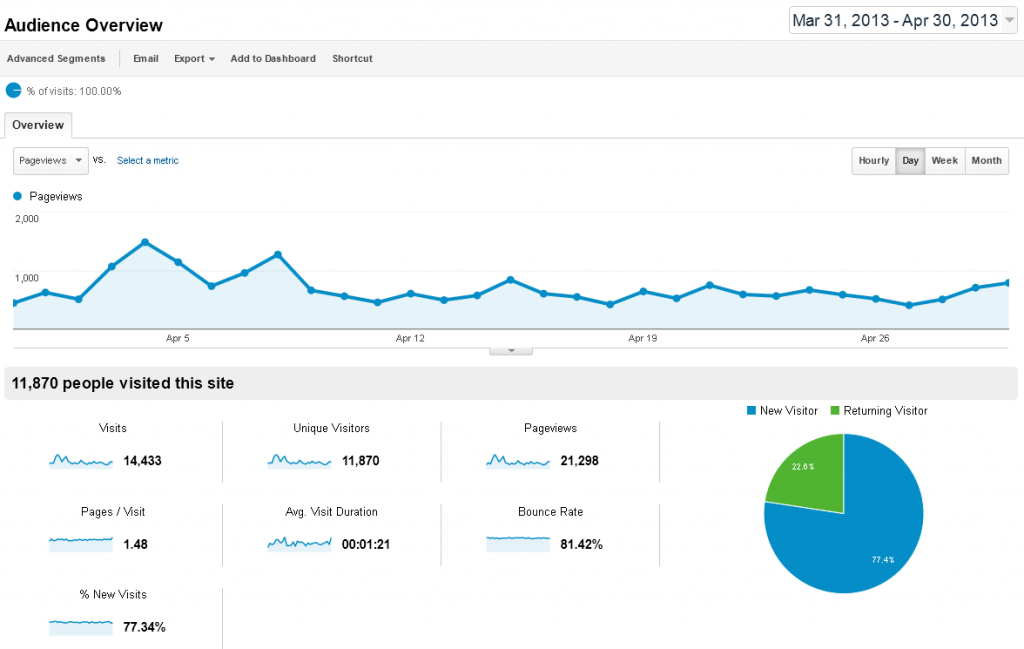 Audience Overview
Mar 31, 2013 - Apr 30, 2013
Advanced Segments Email Export Add to Dashboard Shortcut
% of visits: 100.00%
Overview
Pageviews VS. Select a metric Hourly Day Week Month
Pageviews
2,000
1,000
Apr 5 Apr 12 Apr 19 Apr 26
11,870 people visited this site
New Visitor Returning Visitor
Visits Unique Visitors Pageviews
14,433 11,870 21,298
22.6%
Pages / Visit Avg. Visit Duration Bounce Rate
1.48 00:01:21 81.42%
77.4%
% New Visits
77.34%